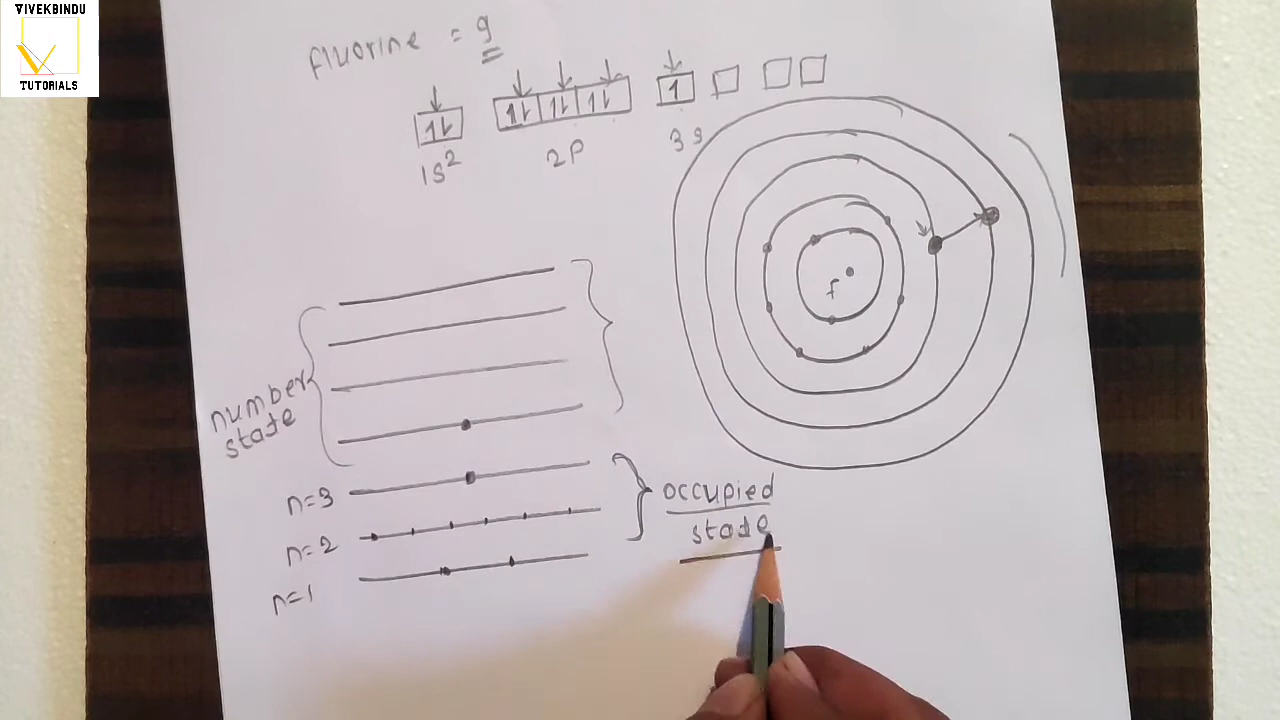 VIVEKBINDU
TUTORIALS
fluorine = 9
1 1 1 1 1
1s² 2p 3s
f
number
state
n=3
n=2
n=1
occupied
state